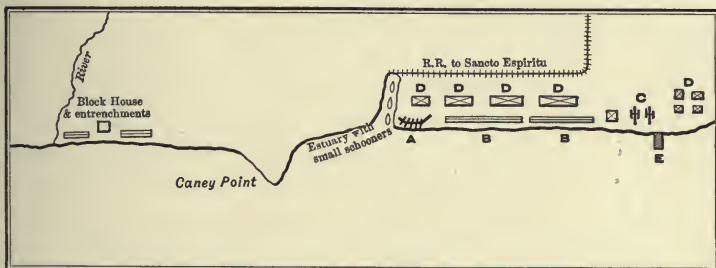 R.R. to Sancto Espiritu
River
Block House
& entrenchments
D D D D
C
D
Estuary with
small schooners
A
B B
E
Caney Point